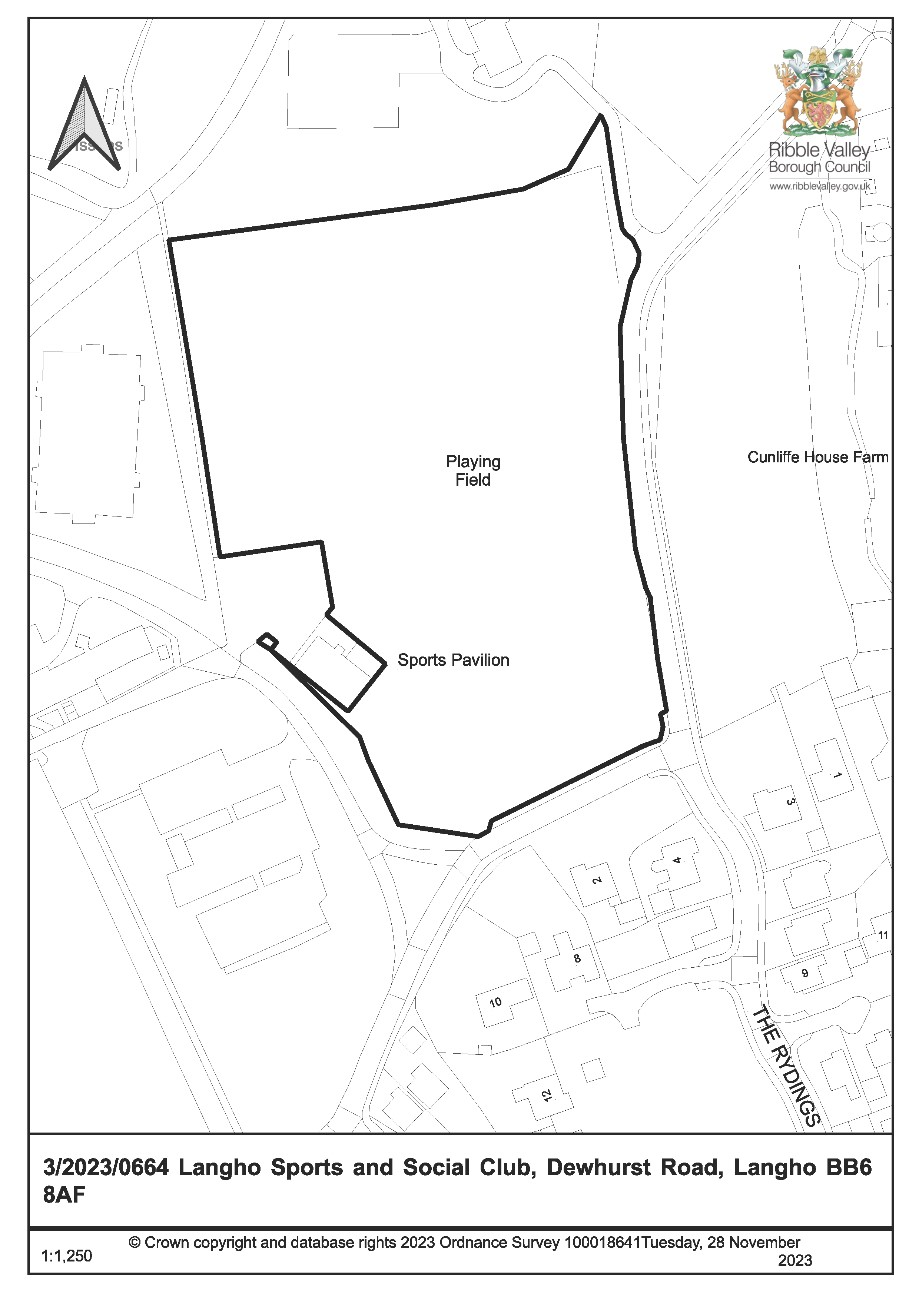 Ribble Valley
Borough Council
www.ribblevalley.gov.uk
Playing
Field
Cunliffe House Farm
Sports Pavilion
1
3
4
2
11
8
9
10
THE RYDINGS
12
3/2023/0664 Langho Sports and Social Club, Dewhurst Road, Langho BB6
8AF
© Crown copyright and database rights 2023 Ordnance Survey 100018641Tuesday, 28 November
2023
1:1,250